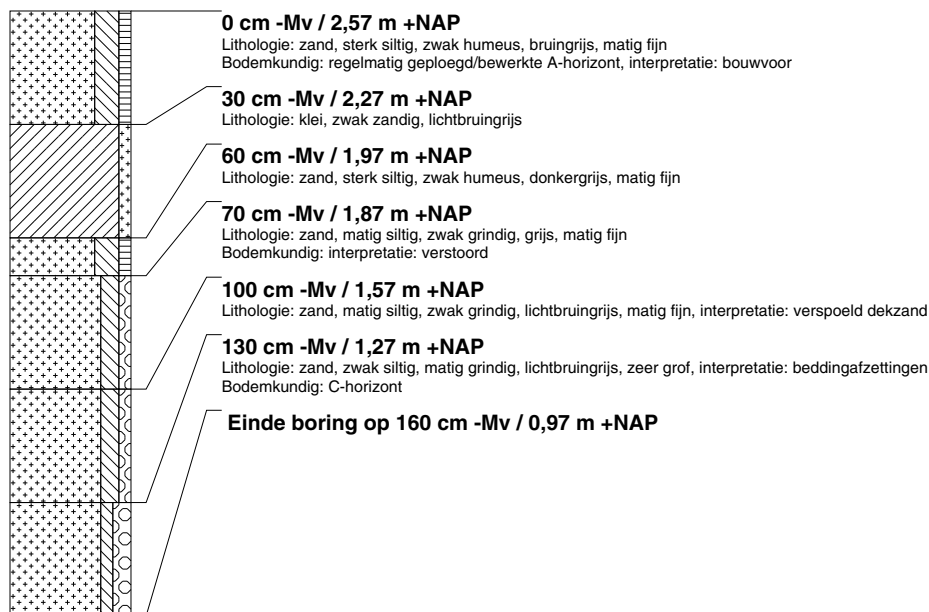 0 cm -Mv / 2,57 m +NAP
Lithologie: zand, sterk siltig, zwak humeus, bruingrijs, matig fijn
Bodemkundig: regelmatig geploegd/bewerkte A-horizont, interpretatie: bouwvoor
30 cm -Mv / 2,27 m +NAP
Lithologie: klei, zwak zandig, lichtbruingrijs
60 cm -Mv / 1,97 m +NAP
Lithologie: zand, sterk siltig, zwak humeus, donkergrijs, matig fijn
70 cm -Mv / 1,87 m +NAP
Lithologie: zand, matig siltig, zwak grindig, grijs, matig fijn
Bodemkundig: interpretatie: verstoord
100 cm -Mv / 1,57 m +NAP
Lithologie: zand, matig siltig, zwak grindig, lichtbruingrijs, matig fijn, interpretatie: verspoeld dekzand
130 cm -Mv / 1,27 m +NAP
Lithologie: zand, zwak siltig, matig grindig, lichtbruingrijs, zeer grof, interpretatie: beddingafzettingen
Bodemkundig: C-horizont
Einde boring op 160 cm -Mv / 0,97 m +NAP